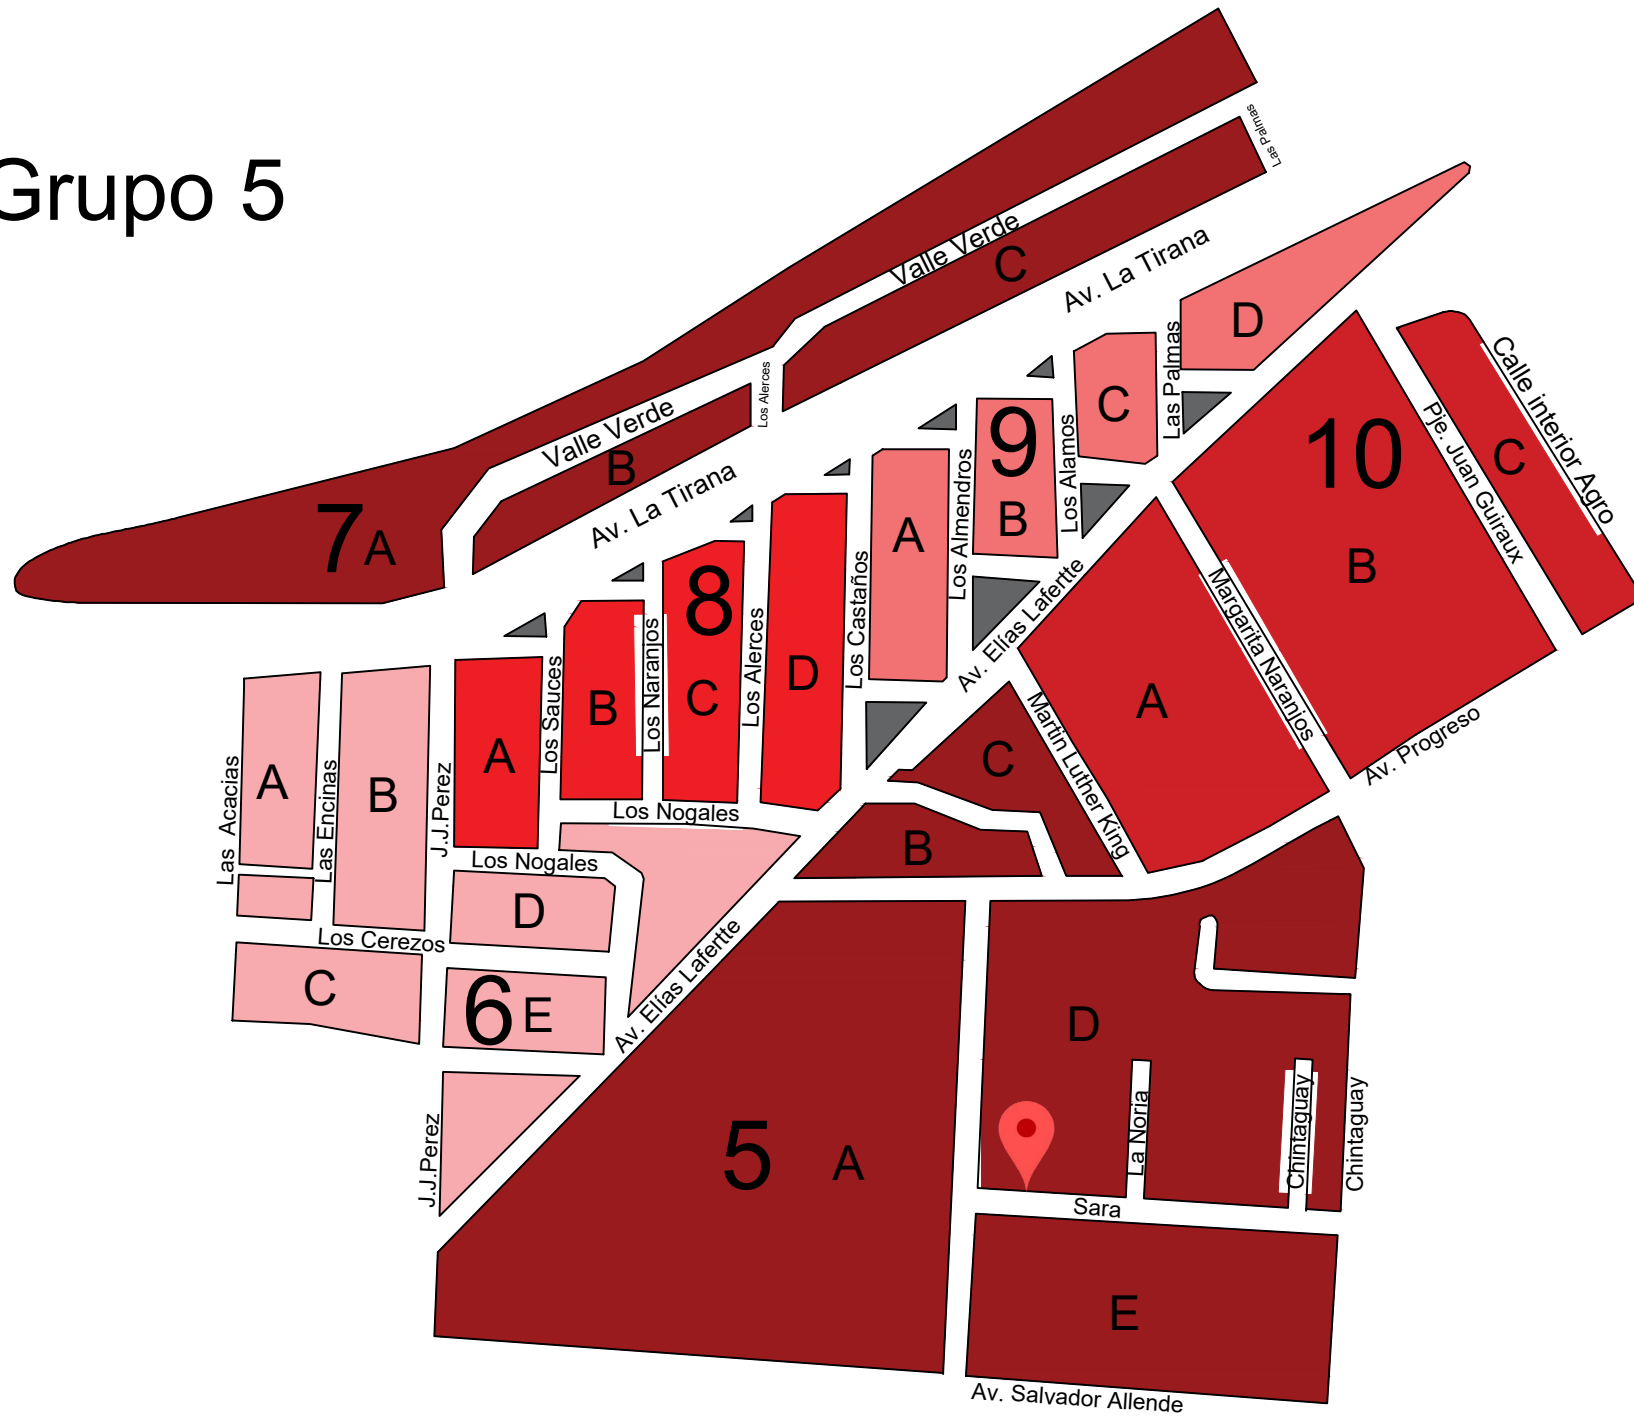 Grupo 5
Las Palmas
Valle Verde
C
Av. La Tirana
D
Las Palmas
Calle interior Agro
Los Alerces
C
Valle Verde
B
9
10
Pje. Juan Guiraux
C
Los Alamos
Av. La Tirana
7
A
A
Los Almendros
B
B
8
Los Castaños
Av. Elías Lafertte
Margarita Naranjos
Los Sauces
B
Los Naranjos
C
Los Alerces
D
A
Martin Luther King
Av. Progreso
Las Acacias
A
Las Encinas
B
J.J.Perez
A
C
Los Nogales
B
Los Nogales
D
Los Cerezos
C
6
E
Av. Elías Lafertte
D
J.J.Perez
5
A
La Noria
Chintaguay
Chintaguay
Sara
E
Av. Salvador Allende